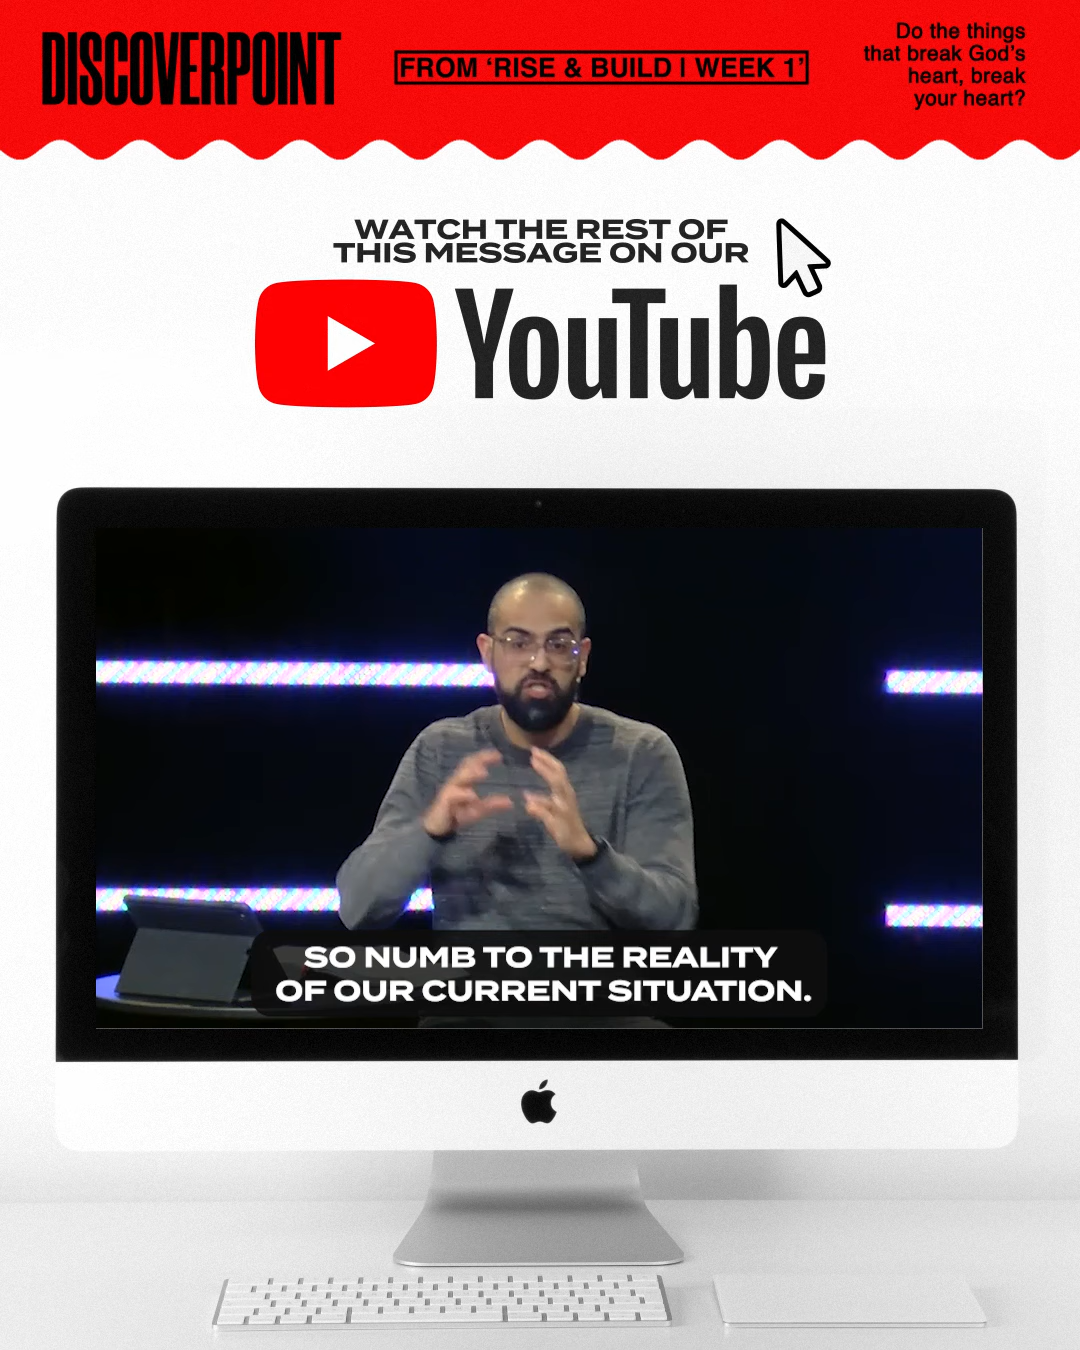 DISCOVERPOINT
FROM ‘RISE & BUILD | WEEK 1’
Do the things
that break God’s
heart, break
your heart?
WATCH THE REST OF
THIS MESSAGE ON OUR
YouTube
SO NUMB TO THE REALITY
OF OUR CURRENT SITUATION.